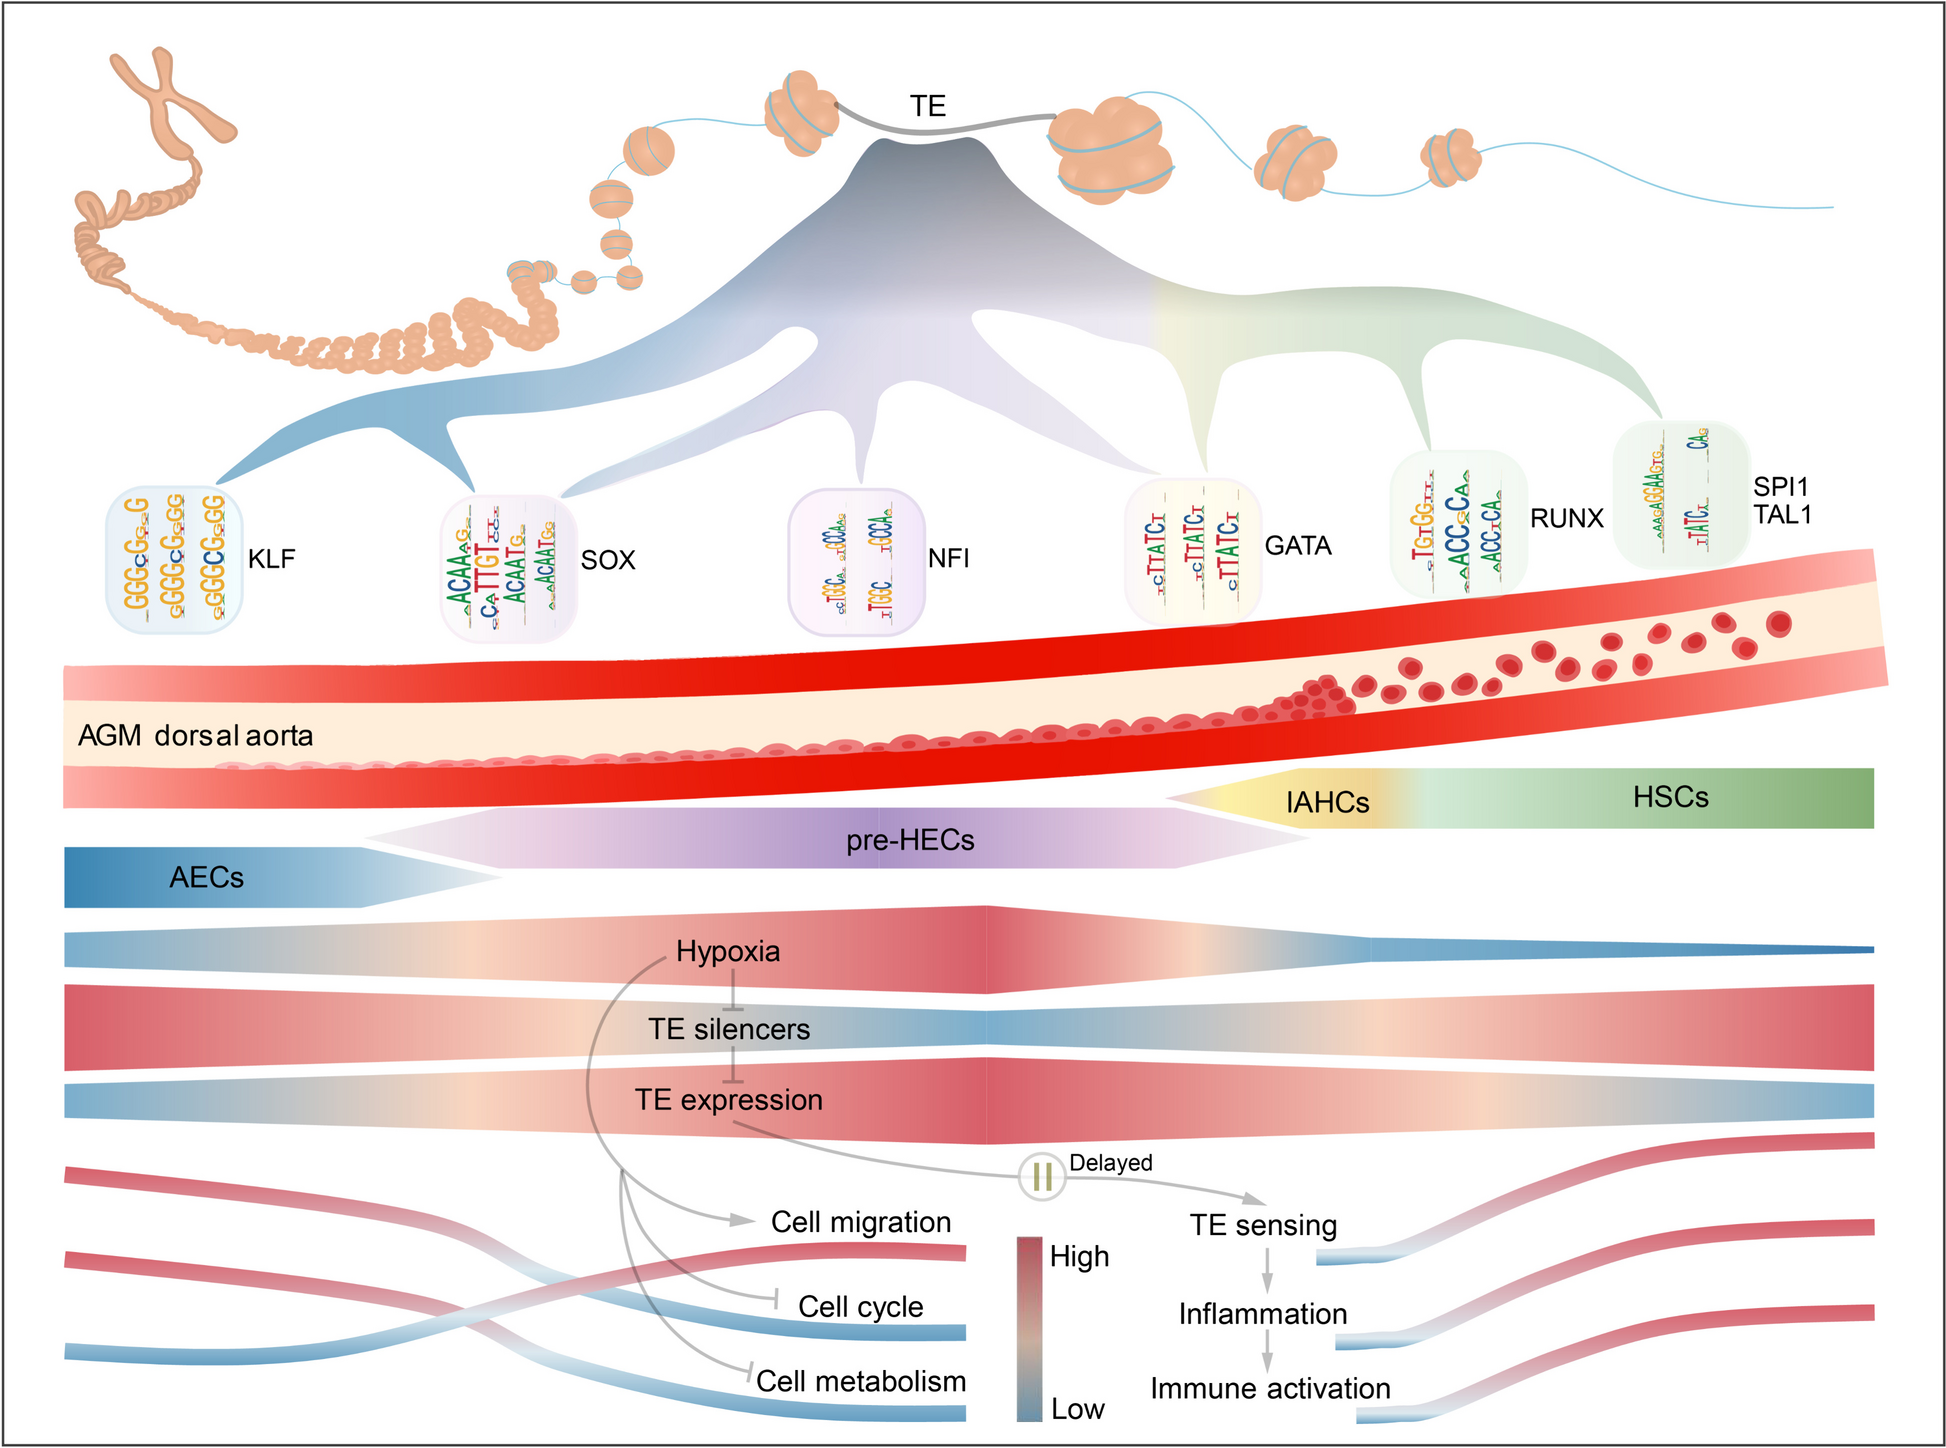 TE
KLF
SOX
NFI
GATA
RUNX
SPI1
TAL1
AGM dorsal aorta
IAHCs
HSCs
pre-HECs
AECs
Hypoxia
TE silencers
TE expression
Delayed
Cell migration
TE sensing
High
Cell cycle
Inflammation
Cell metabolism
Immune activation
Low